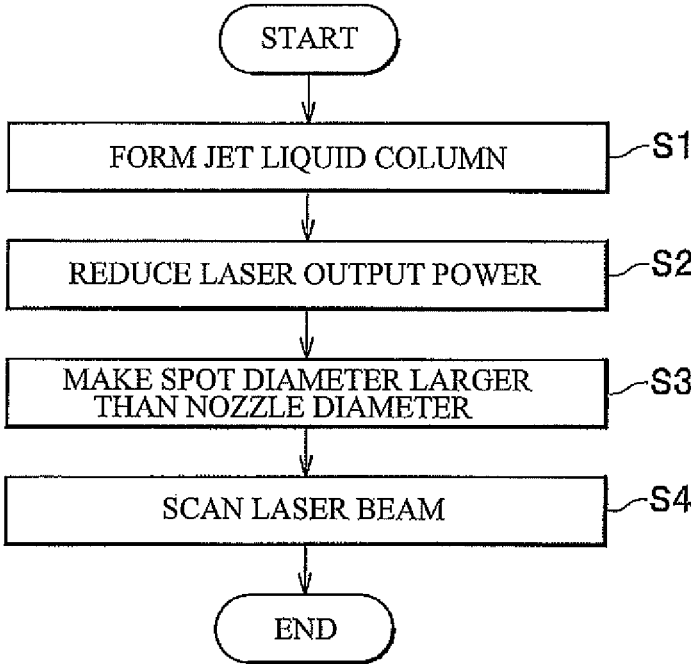 START
FORM JET LIQUID COLUMN
S1
REDUCE LASER OUTPUT POWER
S2
MAKE SPOT DIAMETER LARGER
THAN NOZZLE DIAMETER
S3
SCAN LASER BEAM
S4
END